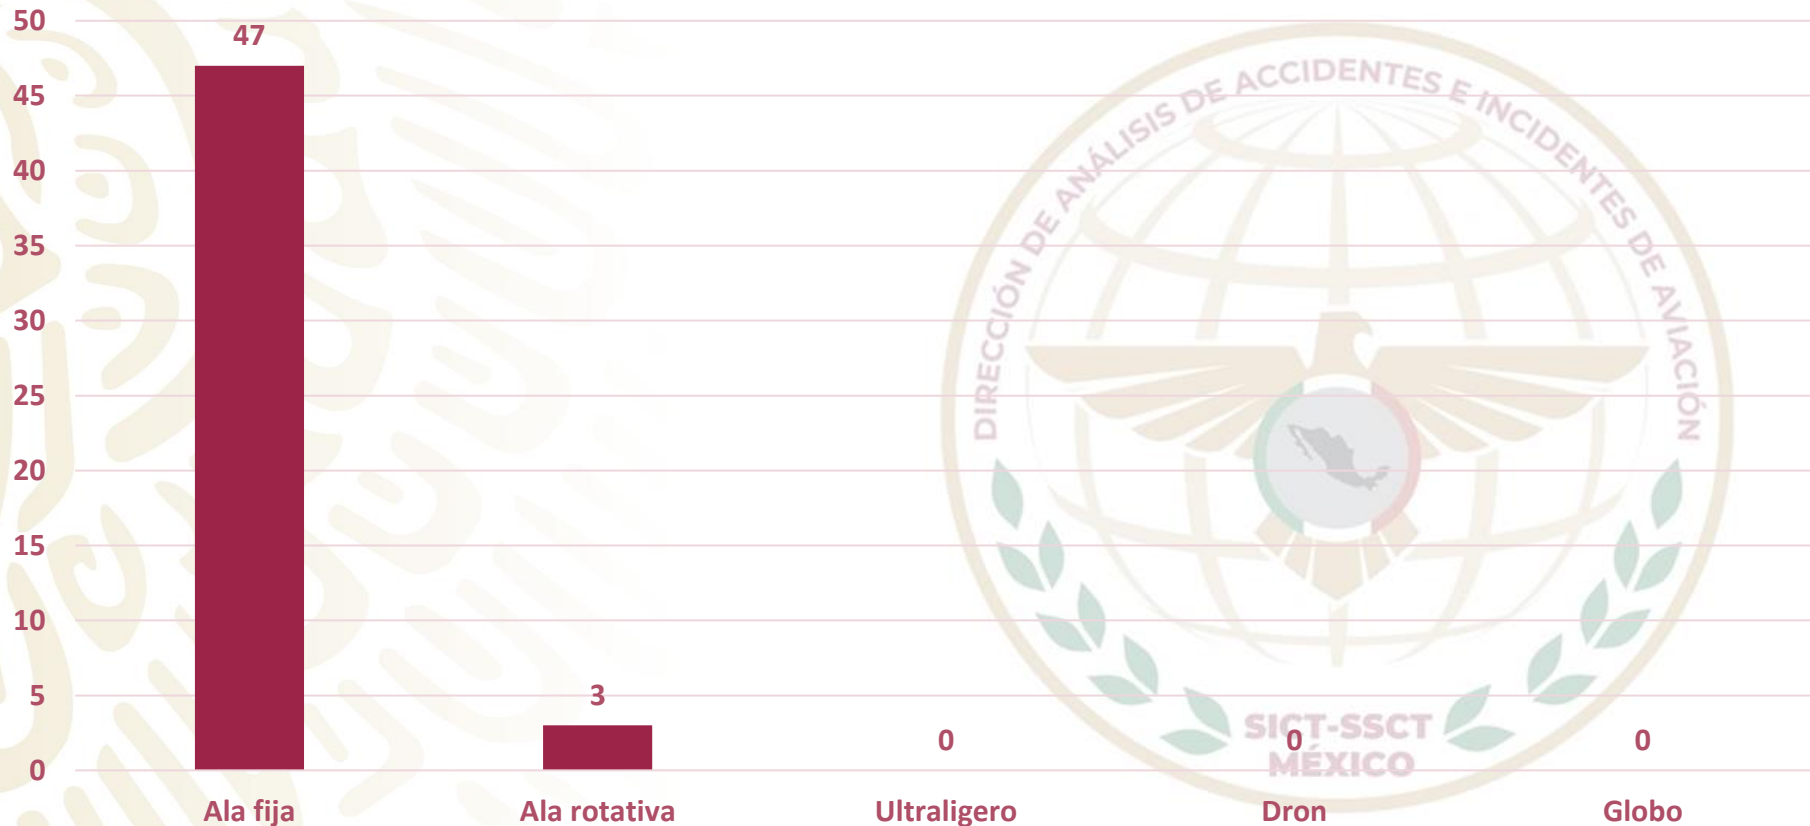 50
45
40
35
30
25
20
15
10
5
0
47
3
0
0
0
Ala fija
Ala rotativa
Ultraligero
Dron
Globo
DIRECCIÓN DE ANÁLISIS DE ACCIDENTES E INCIDENTES DE AVIACIÓN
SICT-SSCT
MÉXICO